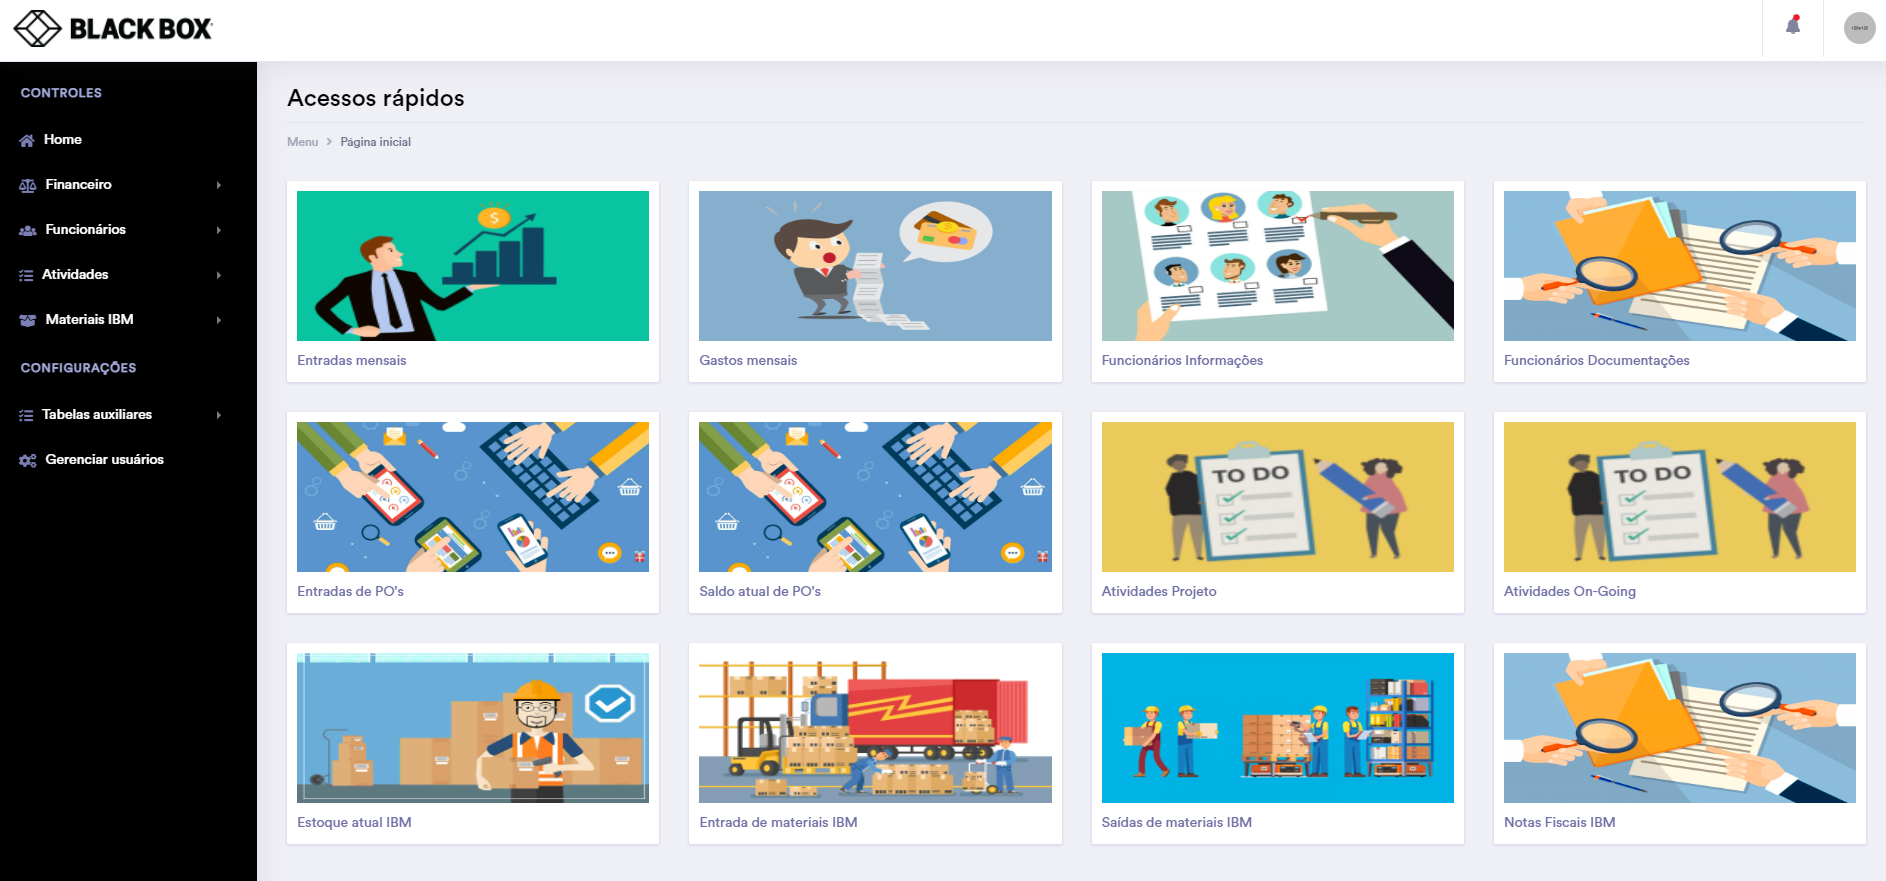 BLACK BOX
CONTROLES
Home
Financeiro
Funcionários
Atividades
Materiais IBM
CONFIGURAÇÕES
Tabelas auxiliares
Gerenciar usuários
Acessos rápidos
Menu > Página inicial
Entradas mensais
Gastos mensais
Funcionários Informações
Funcionários Documentações
TO DO
TO DO
Entradas de PO's
Saldo atual de PO's
Atividades Projeto
Atividades On-Going
Estoque atual IBM
Entrada de materiais IBM
Saídas de materiais IBM
Notas Fiscais IBM